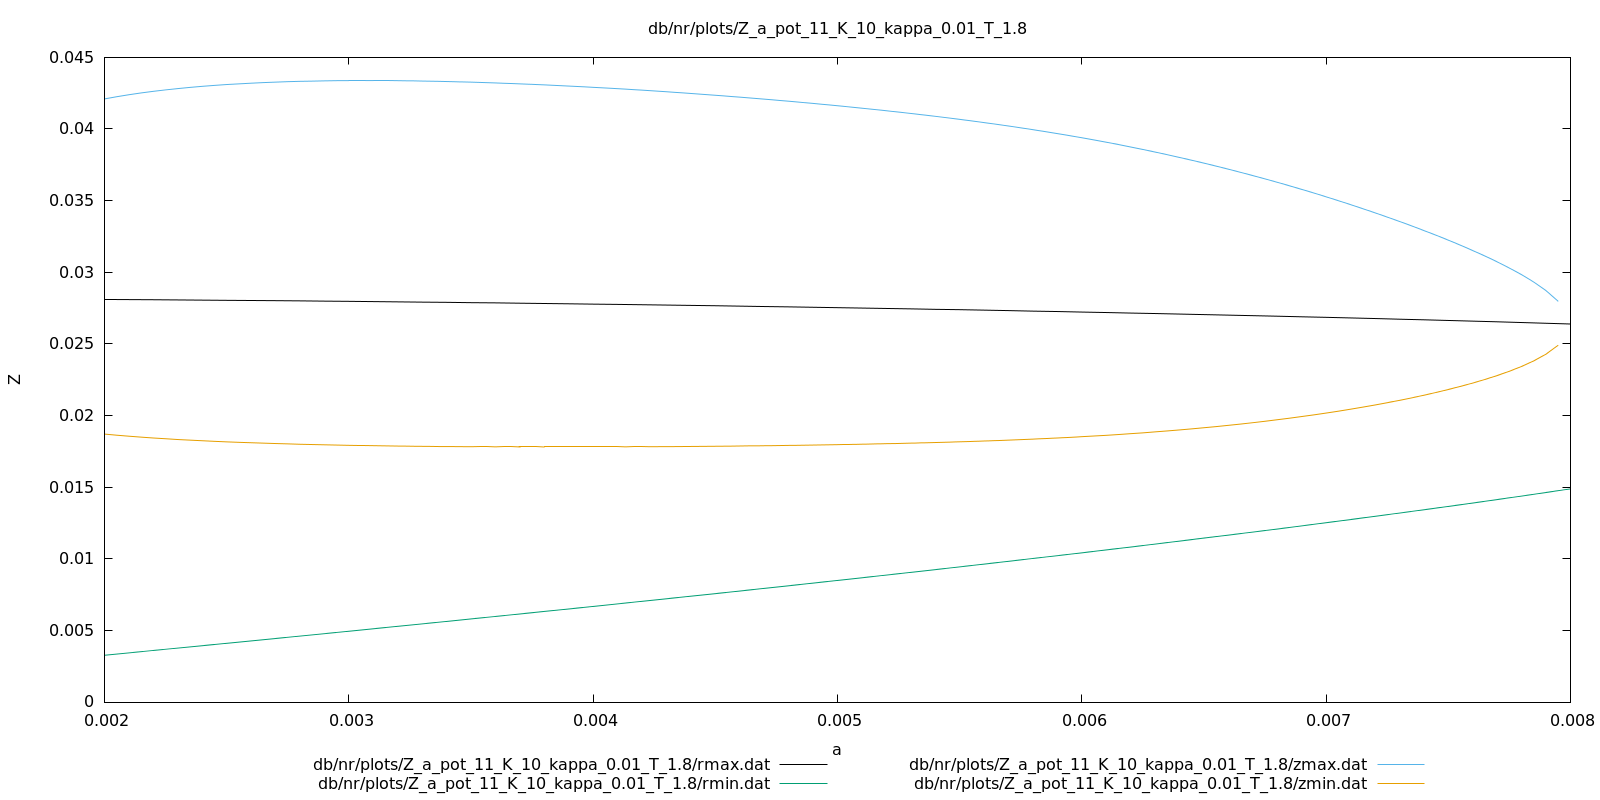 db/nr/plots/Z_a_pot_11_K_10_kappa_0.01_T_1.8
0.045
0.04
0.035
0.03
0.025
0.02
0.015
0.01
0.005
0
Z
0.002 0.003 0.004 0.005 0.006 0.007 0.008
a
db/nr/plots/Z_a_pot_11_K_10_kappa_0.01_T_1.8/rmax.dat db/nr/plots/Z_a_pot_11_K_10_kappa_0.01_T_1.8/zmax.dat
db/nr/plots/Z_a_pot_11_K_10_kappa_0.01_T_1.8/rmin.dat db/nr/plots/Z_a_pot_11_K_10_kappa_0.01_T_1.8/zmin.dat